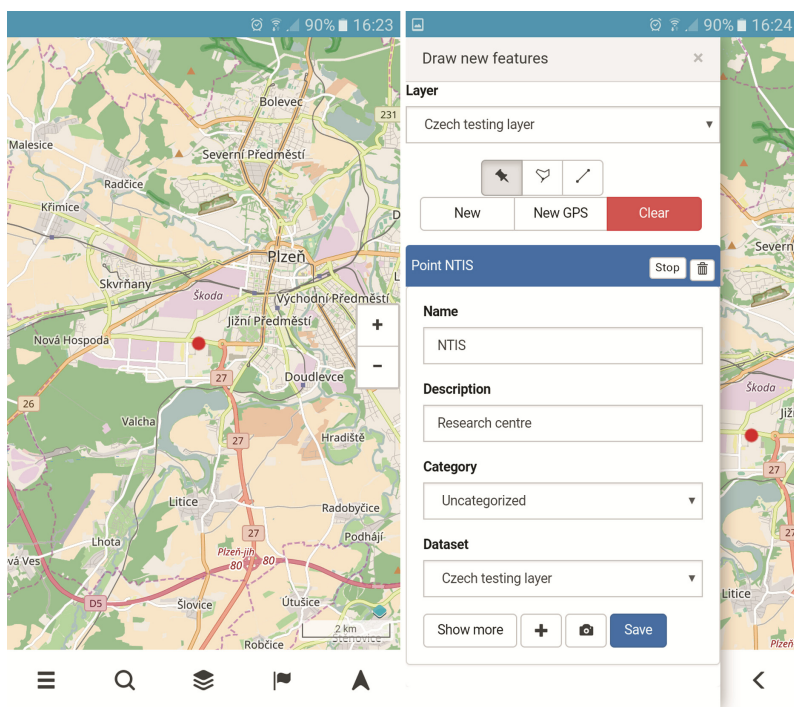 90% 16:23
Bolevec
231
Malesice
Severní Předměstí
Radčice
Křimice
Plzeň
Skvrňany
Škoda
Východní Předměstí
Jižní Předměstí
+
Nová Hospoda
−
27
Doudlevce
26
Valcha
27
Hradiště
Litice
Radobyčice
27
Podhájí
Lhota
Plzeň-jih
vá Ves
80
80
D5
Šlovice
Útušice
2 km
Štěnovice
Robčice
90% 16:24
Draw new features ×
Layer
Czech testing layer
New New GPS Clear
Point NTIS Stop
Name
NTIS
Description
Research centre
Category
Uncategorized
Dataset
Czech testing layer
Show more + Save
Severn
Škoda
Již
27
27
Litice
Plzeň